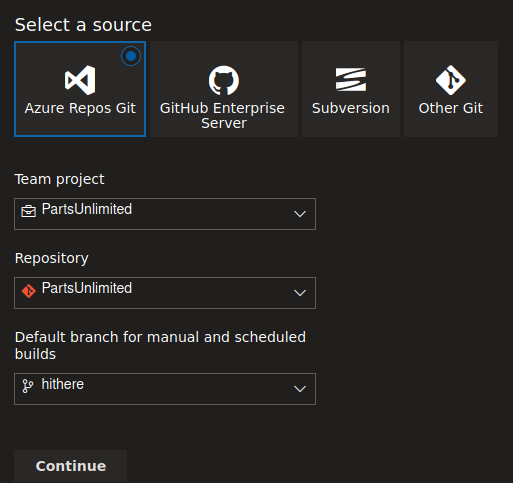 Select a source
Azure Repos Git
GitHub Enterprise
Server
Subversion
Other Git
Team project
PartsUnlimited
Repository
PartsUnlimited
Default branch for manual and scheduled
builds
hithere
Continue